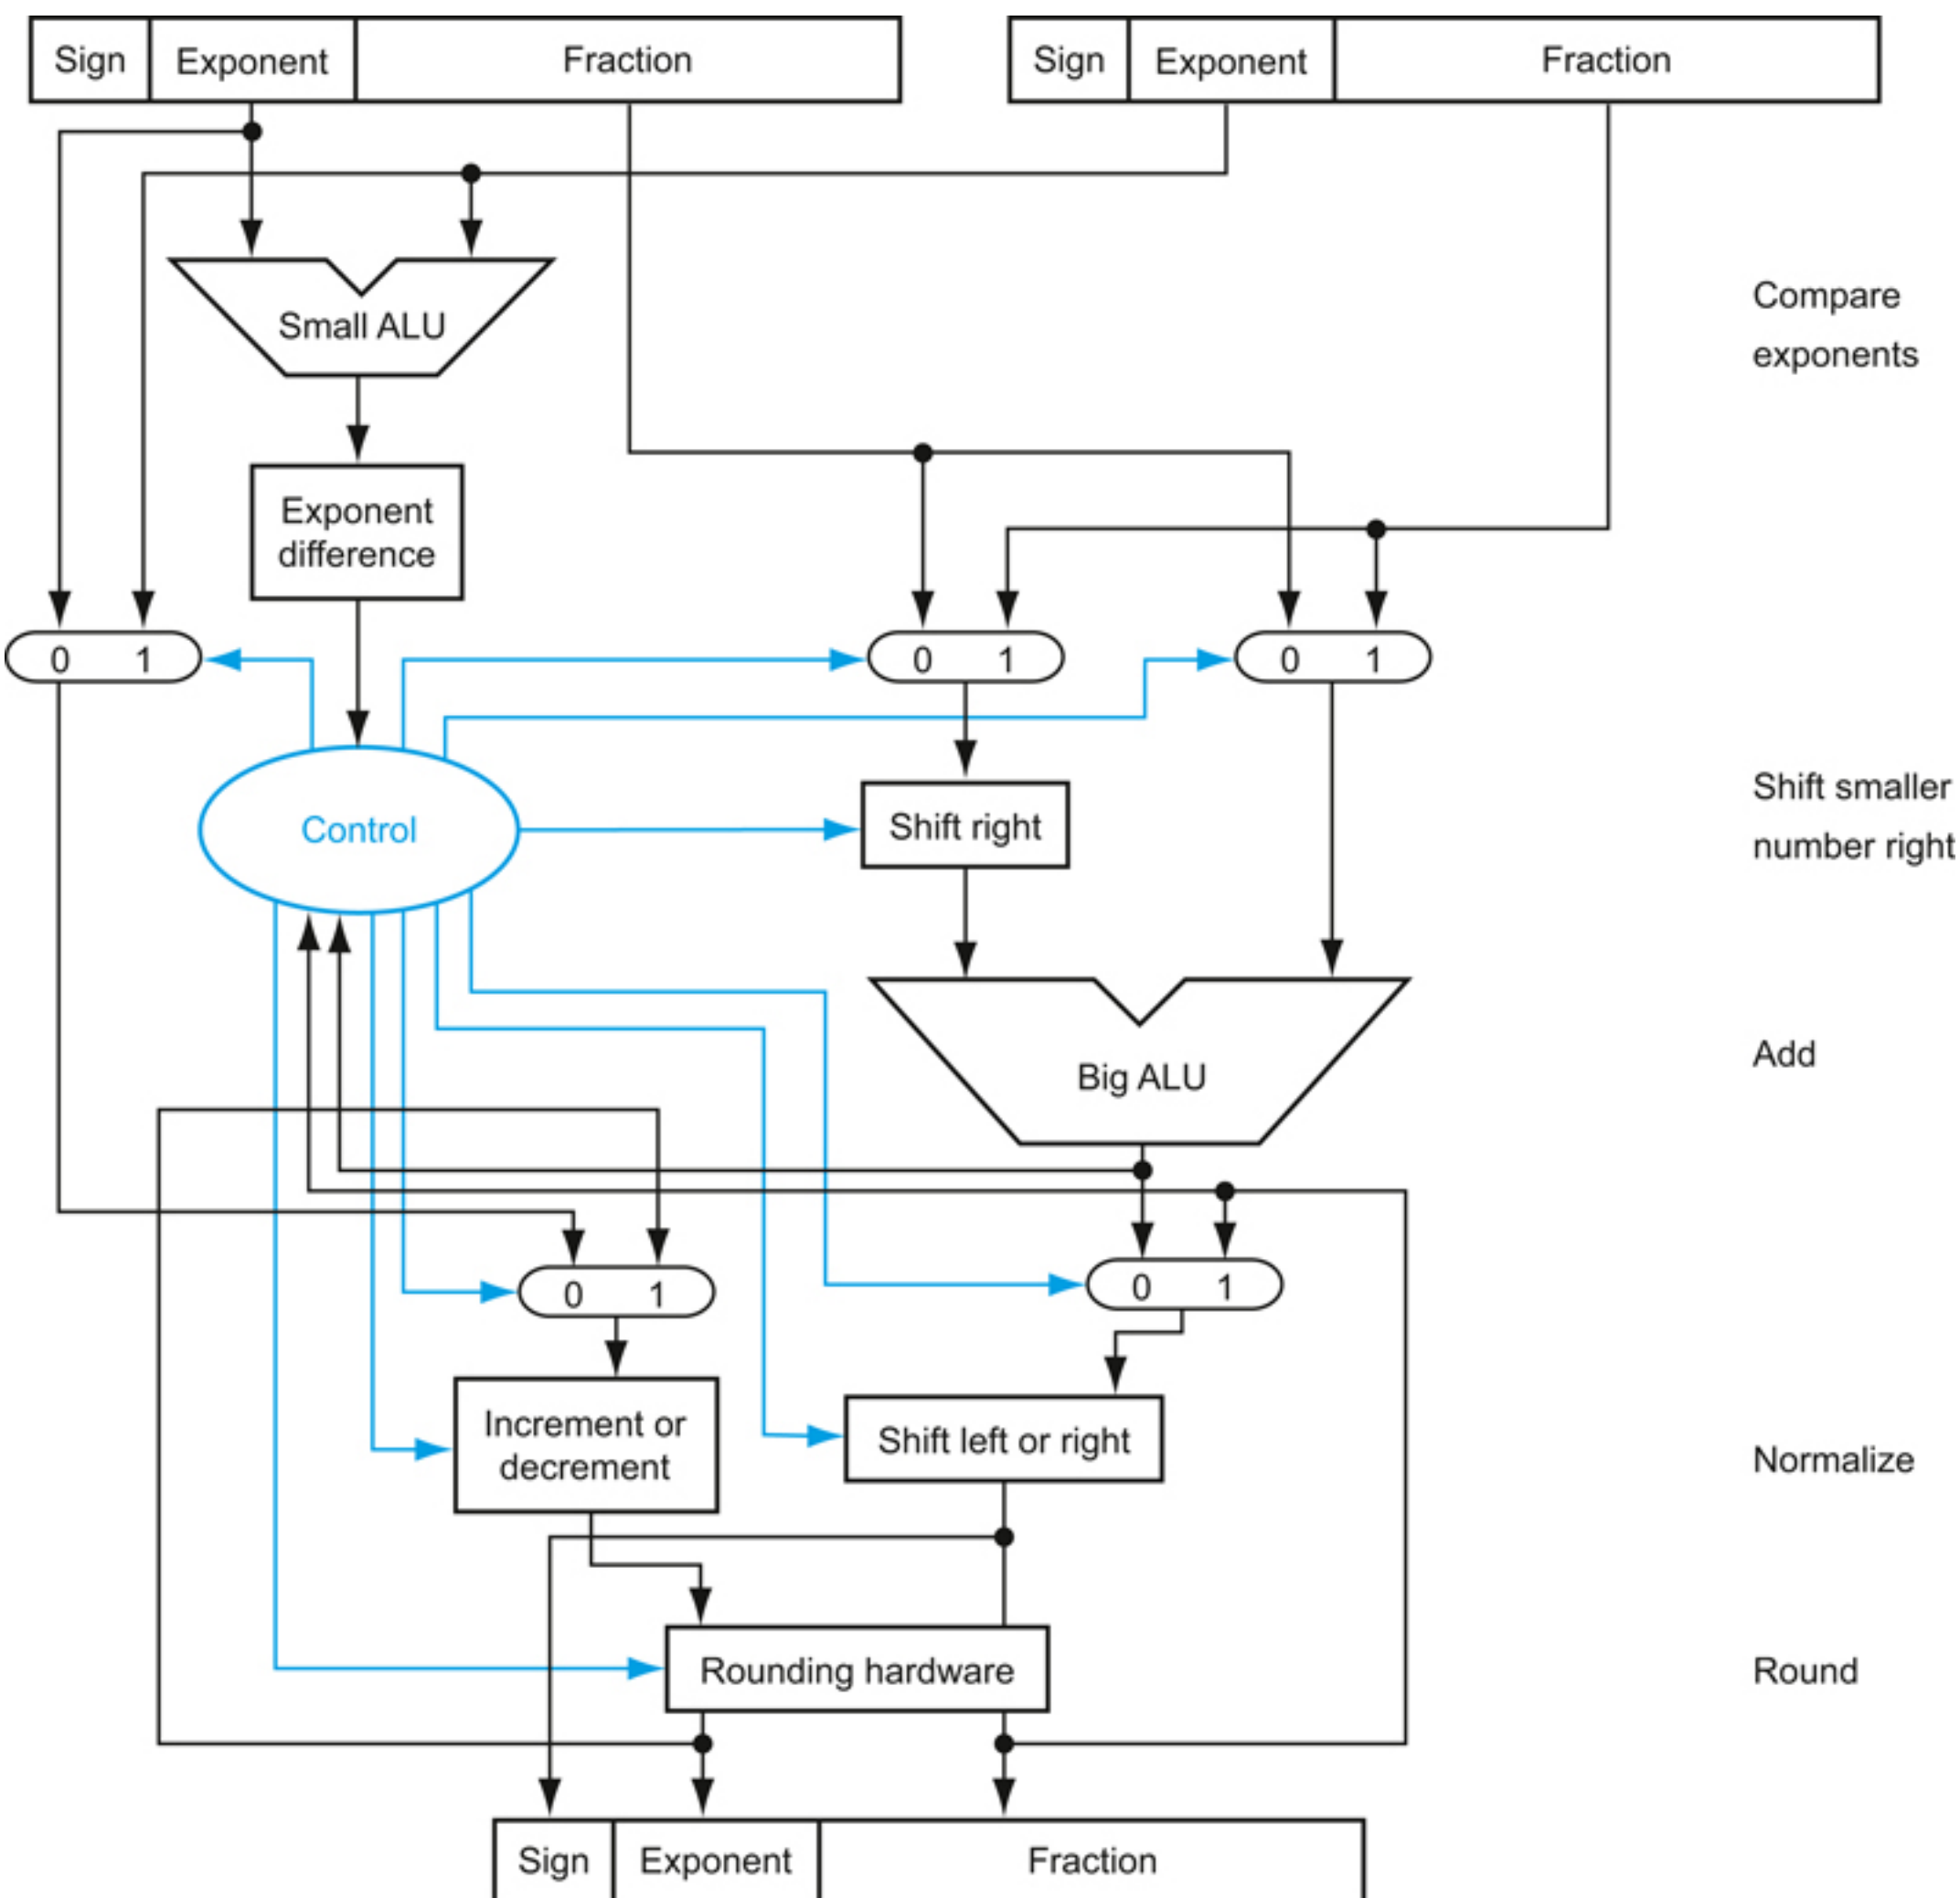 Sign Exponent Fraction Sign Exponent Fraction
Small ALU
Compare
exponents
Exponent
difference
0 1 0 1 0 1
Control
Shift right
Shift smaller
number right
Big ALU
Add
0 1 0 1
Increment or
decrement
Shift left or right
Normalize
Rounding hardware
Round
Sign Exponent Fraction